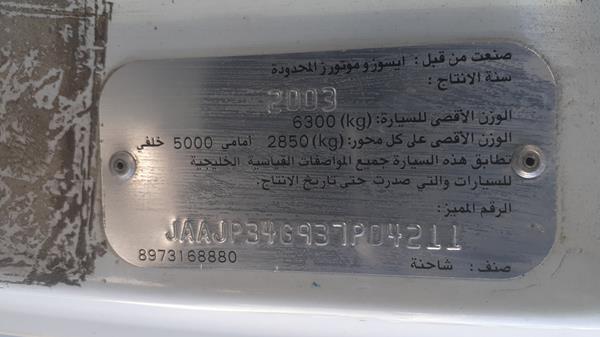 صنعت من قبل : ايسوزو موتورز المحدودة
سنة الانتاج :
2003
الوزن الأقصى للسيارة: 6300 (kg)
الوزن الأقصى على كل محور: 2850 (kg) أمامى 5000 خلفي
تطابق هذه السيارة جميع المواصفات القياسية الخليجية
للسيارات والتي صدرت حتى تاريخ الانتاج.
الرقم المميز:
JAAJP34G937P04211
صنف : شاحنة
8973168880